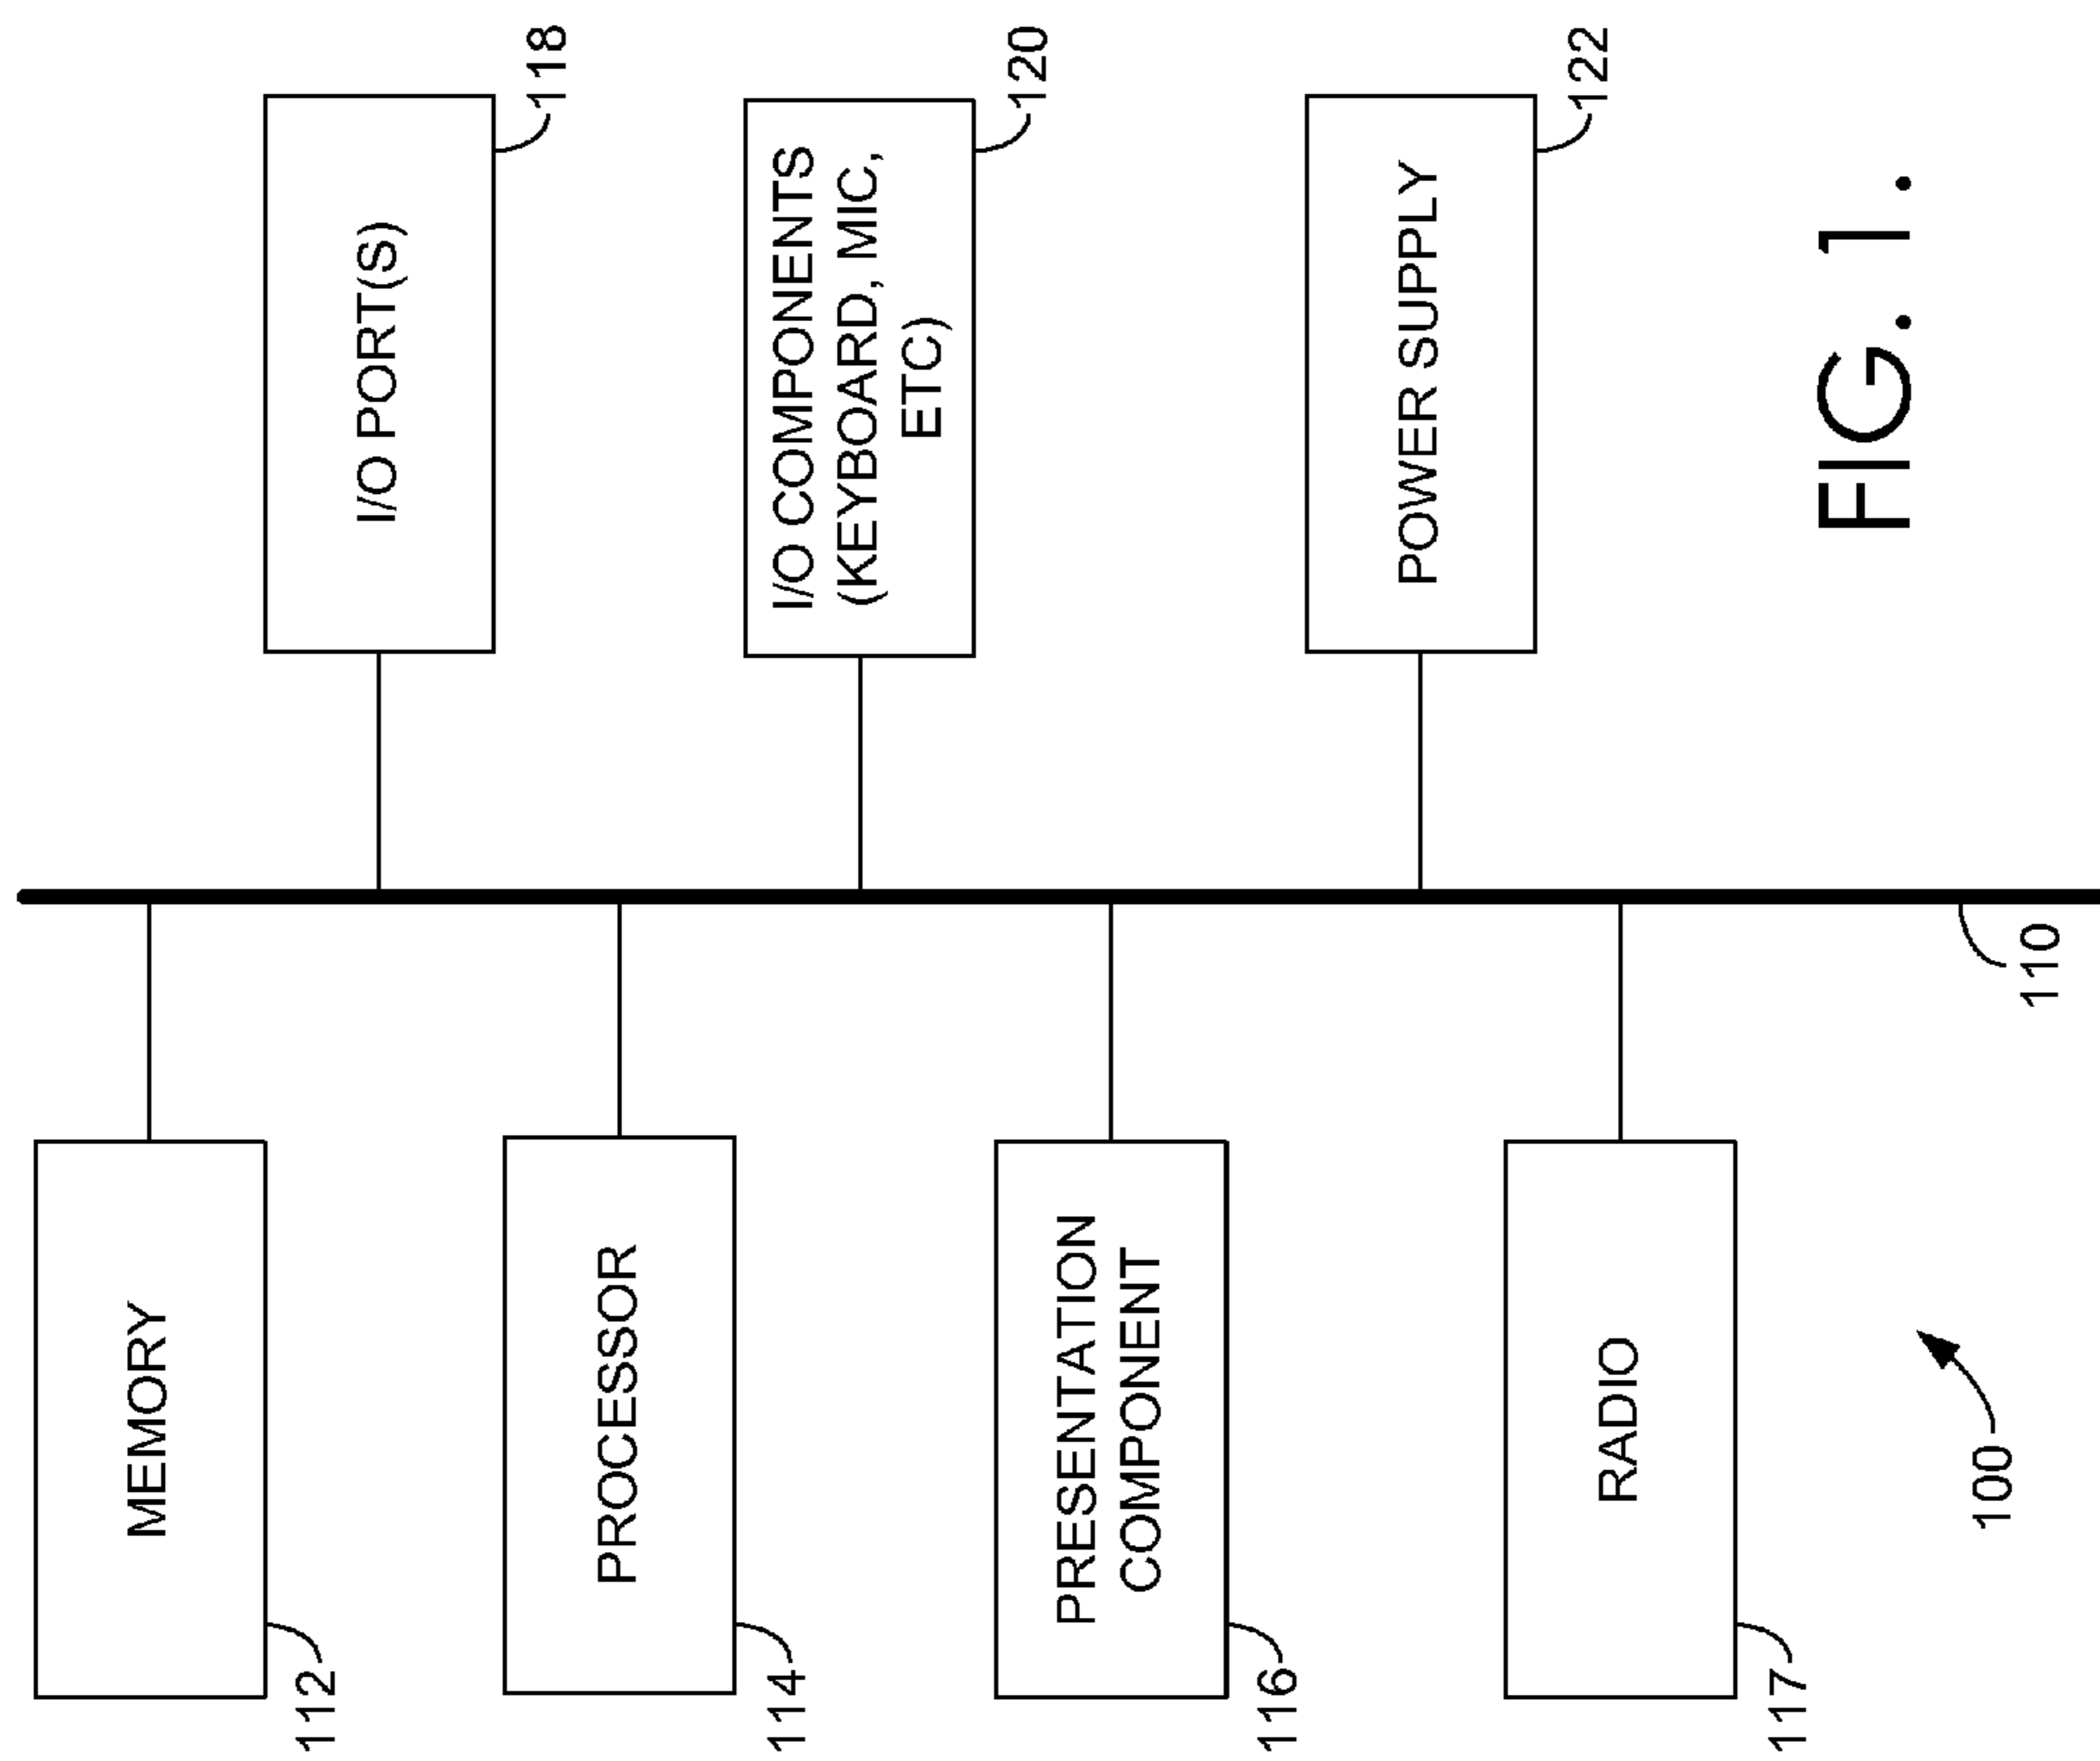 MEMORY
112
I/O PORT(S)
118
PROCESSOR
114
I/O COMPONENTS
(KEYBOARD, MIC,
ETC)
120
PRESENTATION
COMPONENT
116
POWER SUPPLY
122
RADIO
117
110
100
FIG. 1.